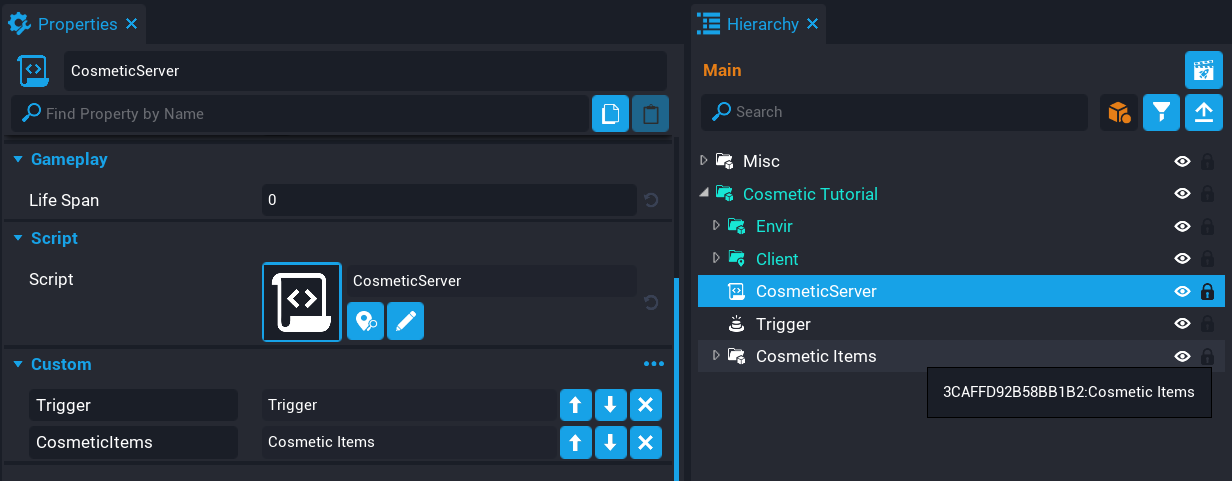 Properties
CosmeticServer
Find Property by Name
Gameplay
Life Span
0
Script
Script
CosmeticServer
Custom
Trigger
Trigger
CosmeticItems
Cosmetic Items
Hierarchy
Main
Search
Misc
Cosmetic Tutorial
Envir
Client
CosmeticServer
Trigger
Cosmetic Items
3CAFFD92B58BB1B2:Cosmetic Items